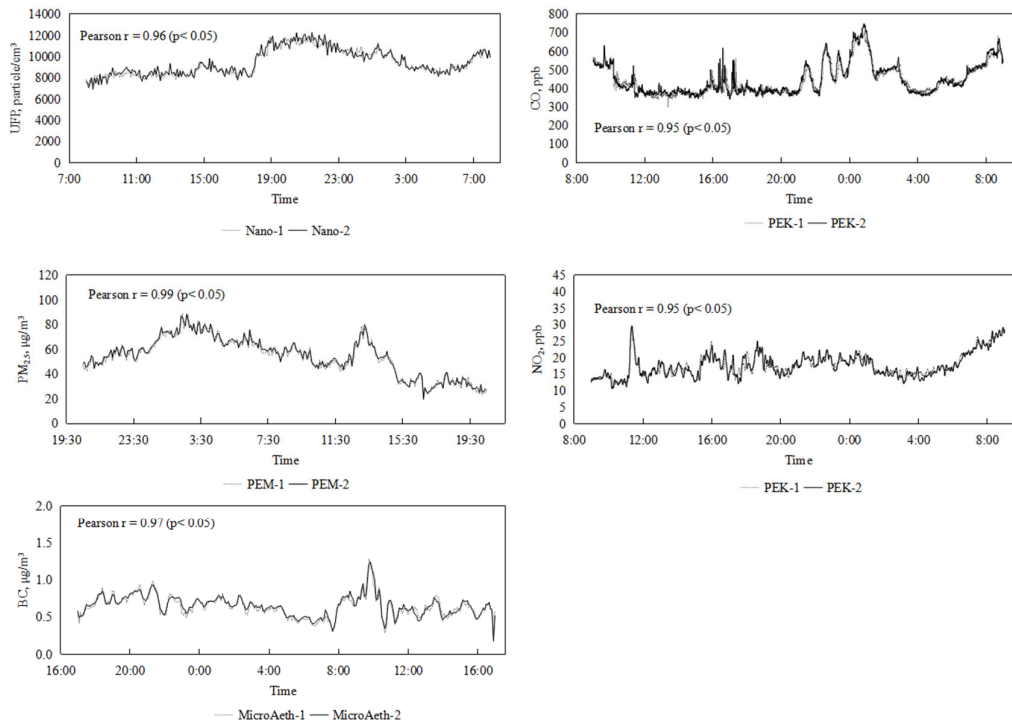 14000
12000
10000
8000
6000
4000
2000
0
UFP, particle/cm³
Pearson r = 0.96 (p< 0.05)
7:00 11:00 15:00 19:00 23:00 3:00 7:00
Time
Nano-1 Nano-2
800
700
600
500
400
300
200
100
0
CO, ppb
Pearson r = 0.95 (p< 0.05)
8:00 12:00 16:00 20:00 0:00 4:00 8:00
Time
PEK-1 PEK-2
120
100
80
60
40
20
0
PM2.5, μg/m³
Pearson r = 0.99 (p< 0.05)
19:30 23:30 3:30 7:30 11:30 15:30 19:30
Time
PEM-1 PEM-2
45
40
35
30
25
20
15
10
5
0
NO₂, ppb
Pearson r = 0.95 (p< 0.05)
8:00 12:00 16:00 20:00 0:00 4:00 8:00
Time
PEK-1 PEK-2
2.0
1.5
1.0
0.5
0.0
BC, μg/m³
Pearson r = 0.97 (p< 0.05)
16:00 20:00 0:00 4:00 8:00 12:00 16:00
Time
MicroAeth-1 MicroAeth-2